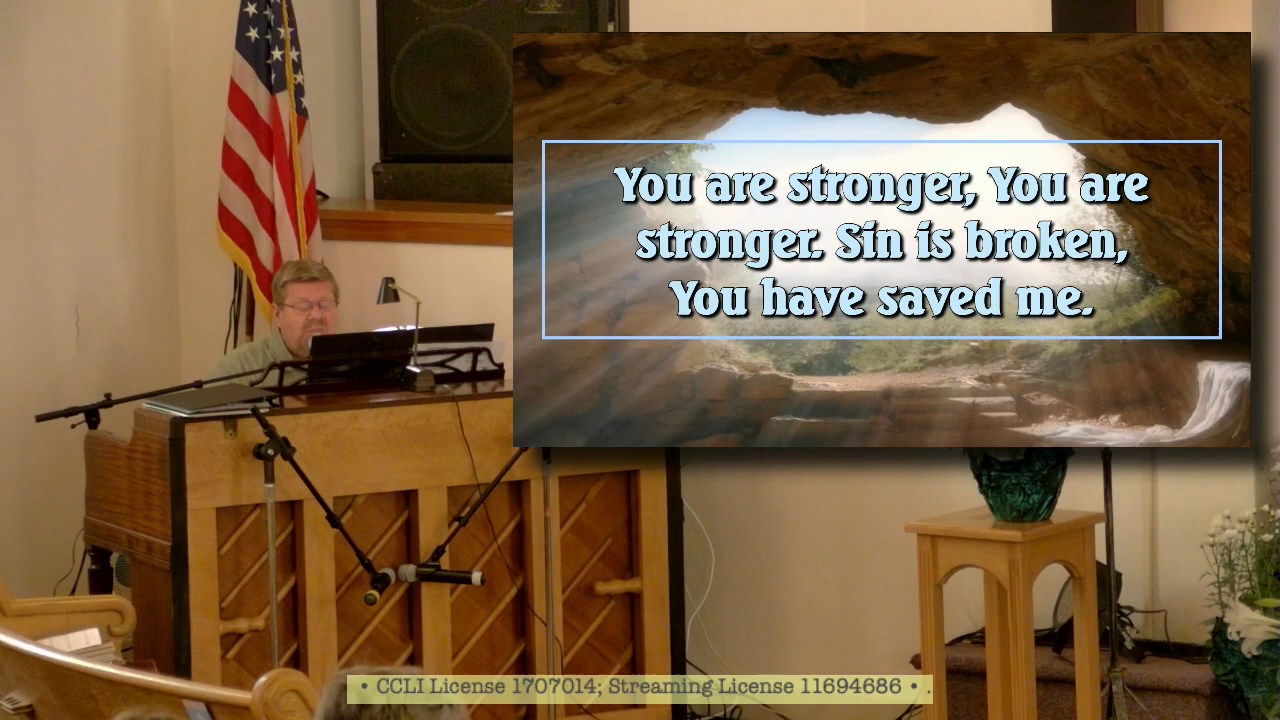 You are stronger, You are
stronger. Sin is broken,
You have saved me.
• CCLI License 1707014; Streaming License 11694686 • .